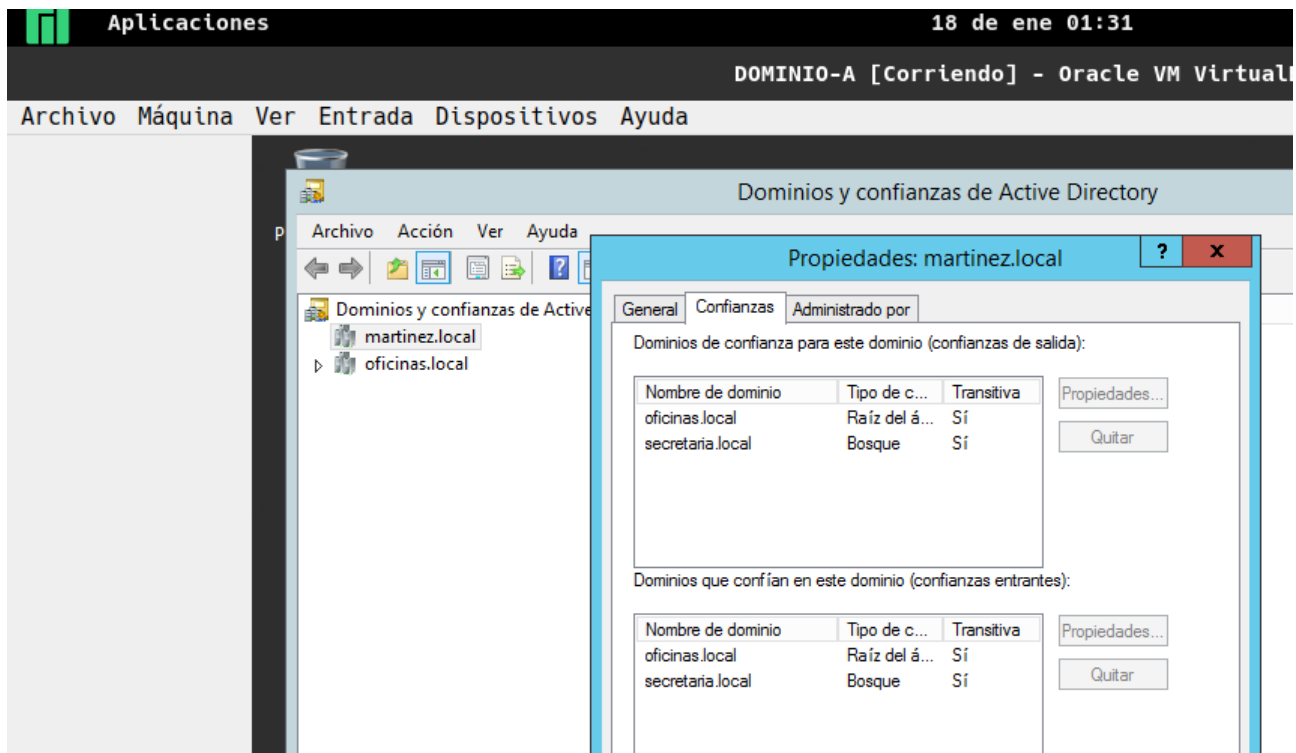 Aplicaciones 18 de ene 01:31
DOMINIO-A [Corriendo] - Oracle VM
Archivo Máquina Ver Entrada Dispositivos Ayuda
Dominios y confianzas de Active Directory
Archivo Acción Ver Ayuda
Propiedades: martinez.local ? x
Dominios y confianzas de Active
martinez.local
oficinas.local
General Confianzas Administrado por
Dominios de confianza para este dominio (confianzas de salida):
Nombre de dominio Tipo de c... Transitiva Propiedades...
oficinas.local Raíz del á... Sí
secretaria.local Bosque Sí Quitar
Dominios que confían en este dominio (confianzas entrantes):
Nombre de dominio Tipo de c... Transitiva Propiedades...
oficinas.local Raíz del á... Sí
secretaria.local Bosque Sí Quitar